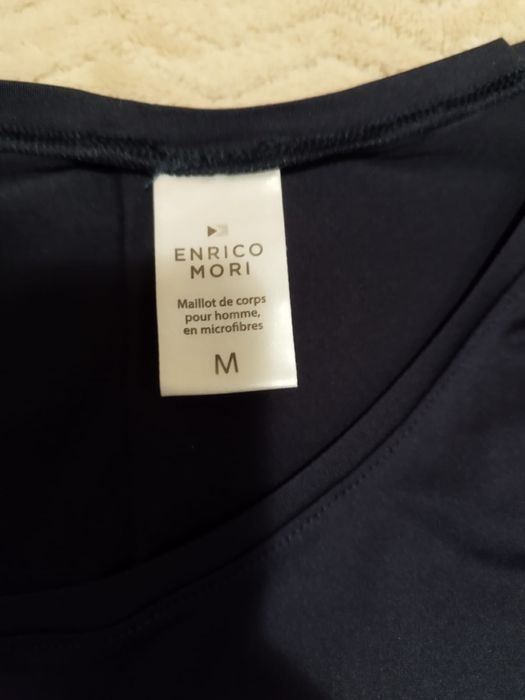 ENRICO
MORI
Maillot de corps
pour homme,
en microfibres
M